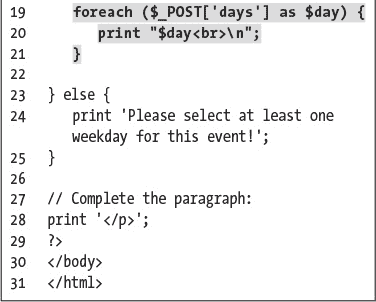 19 foreach ($_POST['days'] as $day) {
20 print "$day<br>\n";
21 }
22
23 } else {
24 print 'Please select at least one
weekday for this event!';
25 }
26
27 // Complete the paragraph:
28 print '</p>';
29 ?>
30 </body>
31 </html>